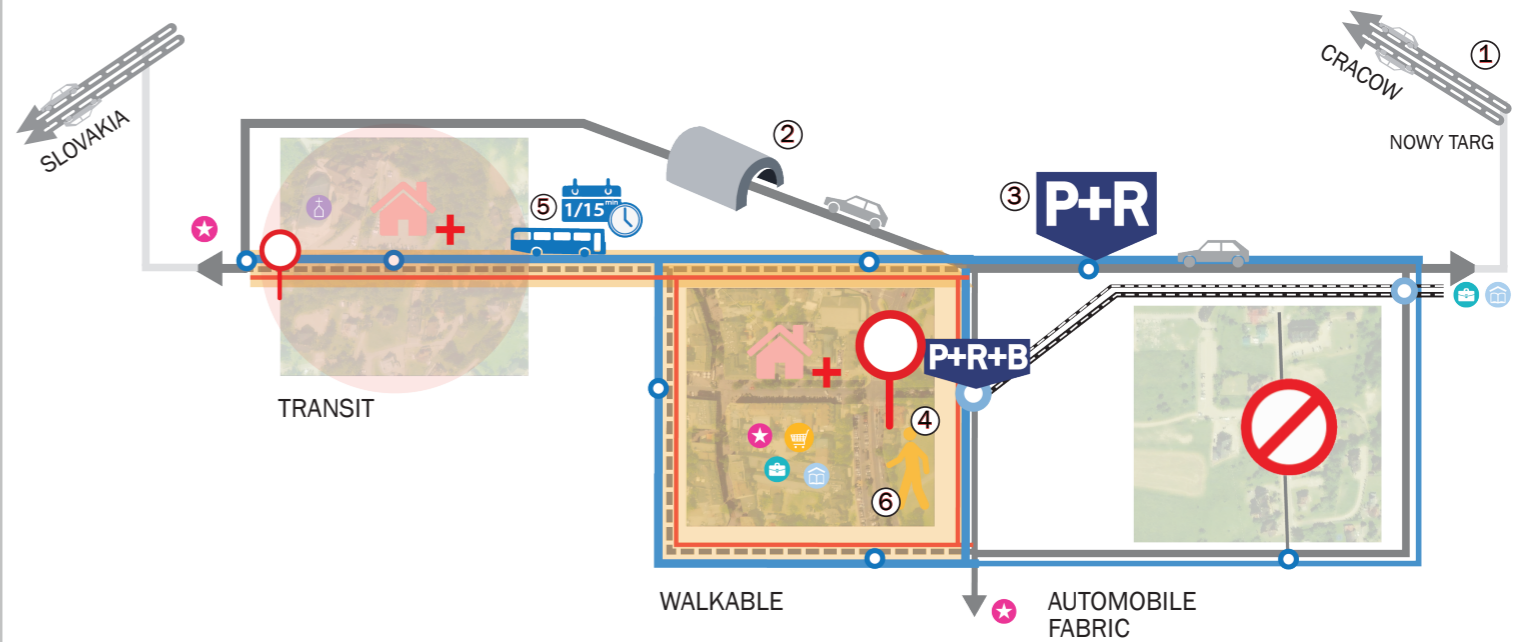 SLOVAKIA
CRACOW
①
NOWY TARG
②
③
P+R
⑤
1/15 min
P+R+B
④
⑥
TRANSIT
WALKABLE
AUTOMOBILE
FABRIC